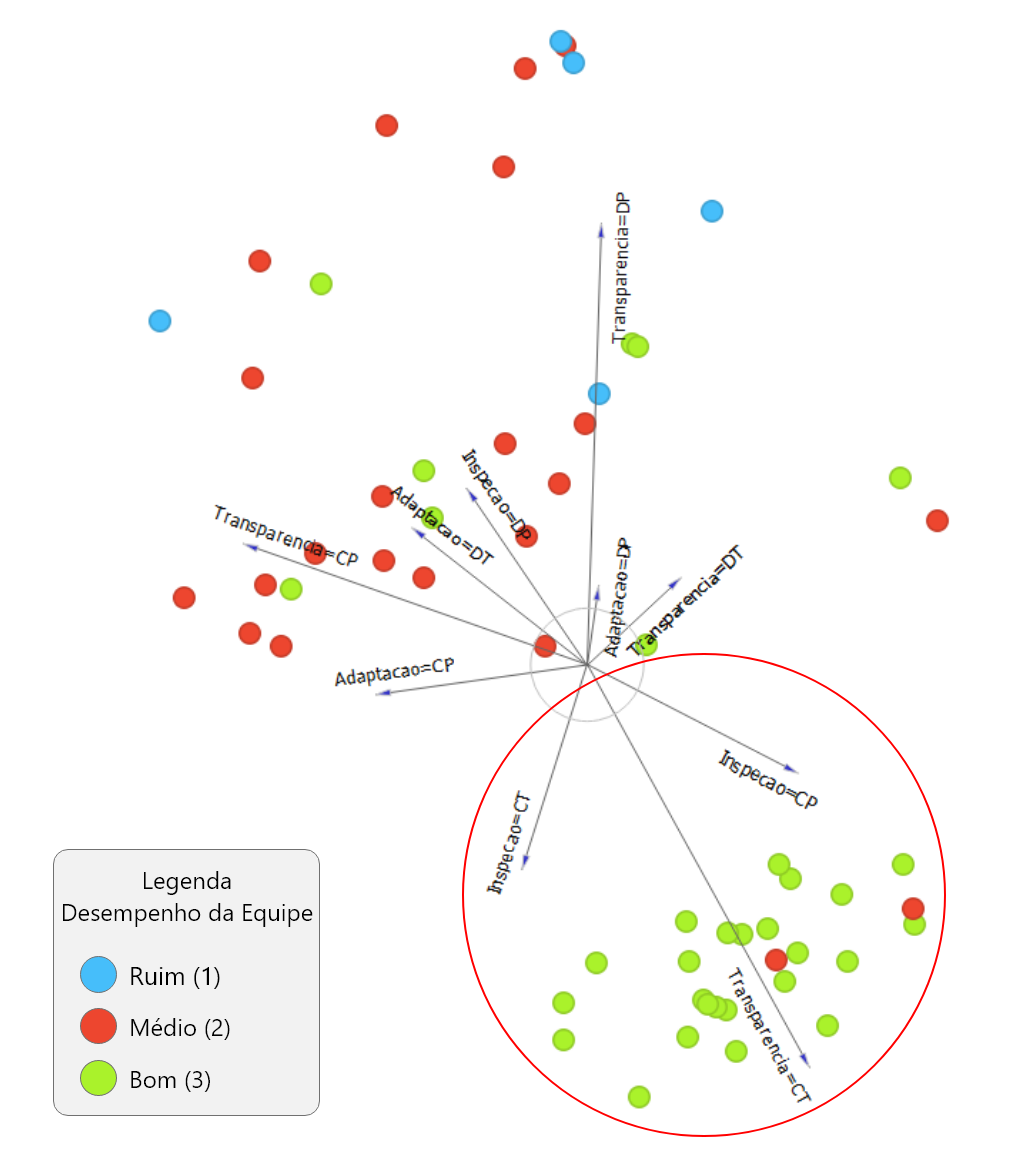 Transparencia=DP
Inspecao=DP
Adaptacao=DT
Transparencia=CP
Adaptacao=DP
Transparencia=DT
Adaptacao=CP
Inspecao=CP
Inspecao=CT
Transparencia=CT
Legenda
Desempenho da Equipe
Ruim (1)
Médio (2)
Bom (3)